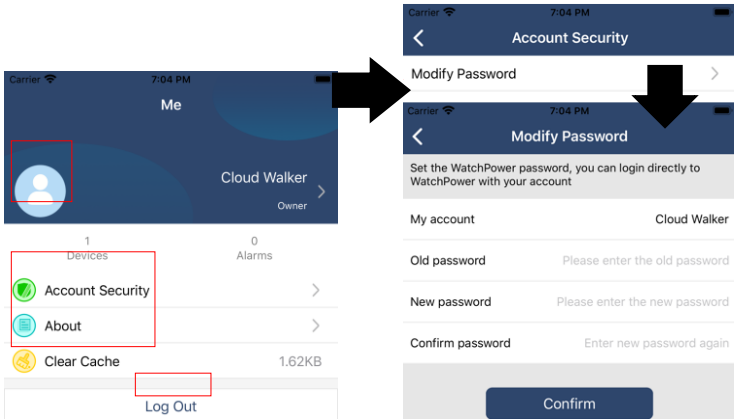 Carrier 7:04 PM
Me
Cloud Walker
Owner
1
Devices
0
Alarms
Account Security
About
Clear Cache 1.62KB
Log Out
Carrier 7:04 PM
Account Security
Modify Password
Carrier 7:04 PM
Modify Password
Set the WatchPower password, you can login directly to
WatchPower with your account
My account Cloud Walker
Old password Please enter the old password
New password Please enter the new password
Confirm password Enter new password again
Confirm